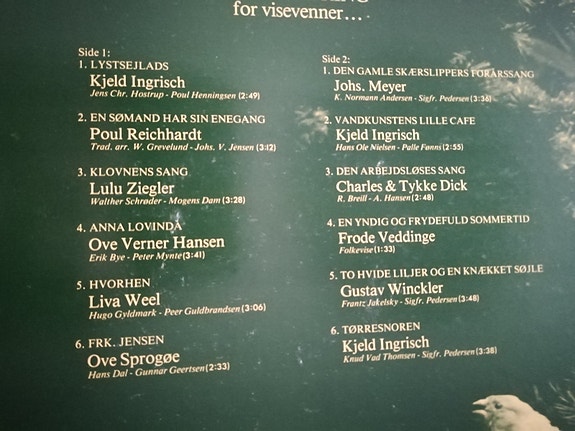 for visevenner...
Side 1:
1. LYSTSEJLADS
Kjeld Ingrisch
Jens Chr. Hostrup - Poul Henningsen (2:49)
2. EN SØMAND HAR SIN ENEGANG
Poul Reichhardt
Trad. arr. W. Grevelund - Johs. V. Jensen (3:12)
3. KLOVNENS SANG
Lulu Ziegler
Walther Schrøder - Mogens Dam (3:28)
4. ANNA LOVINDA
Ove Verner Hansen
Erik Bye - Peter Mynte (3:41)
5. HVORHEN
Liva Weel
Hugo Gyldmark - Peer Guldbrandsen (3:06)
6. FRK. JENSEN
Ove Sprogøe
Hans Dal - Gunnar Geertsen (2:33)
Side 2:
1. DEN GAMLE SKÆRSLIPPERS FORÅRSSANG
Johs. Meyer
K. Normann Andersen - Sigfr. Pedersen (3:36)
2. VANDKUNSTENS LILLE CAFE
Kjeld Ingrisch
Hans Ole Nielsen - Palle Fønns (2:55)
3. DEN ARBEJDSLØSES SANG
Charles & Tykke Dick
R. Breill - A. Hansen (2:48)
4. EN YNDIG OG FRYDEFULD SOMMERTID
Frode Veddinge
Folkevise (1:33)
5. TO HVIDE LILJER OG EN KNÆKKET SØJLE
Gustav Winckler
Frantz Jakelsky - Sigfr. Pedersen (3:48)
6. TØRRESNOREN
Kjeld Ingrisch
Knud Vad Thomsen - Sigfr. Pedersen (3:38)